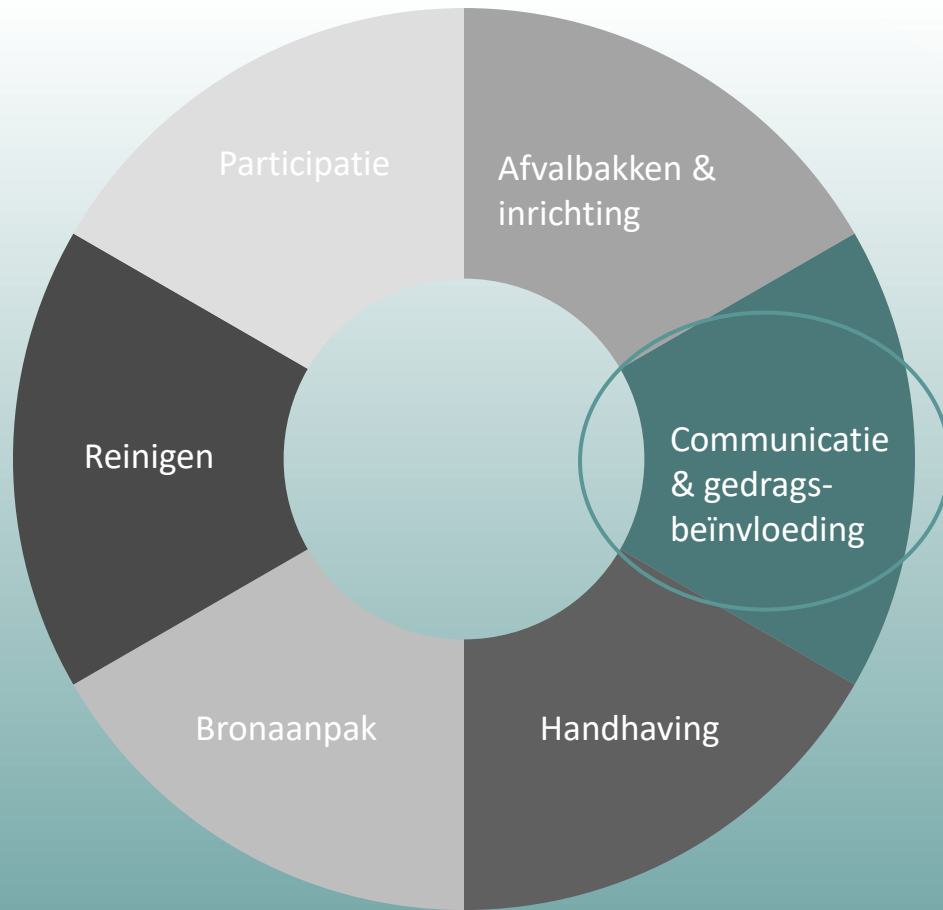 Participatie
Afvalbakken &
inrichting
Communicatie
& gedrags-
beïnvloeding
Reinigen
Bronaanpak
Handhaving